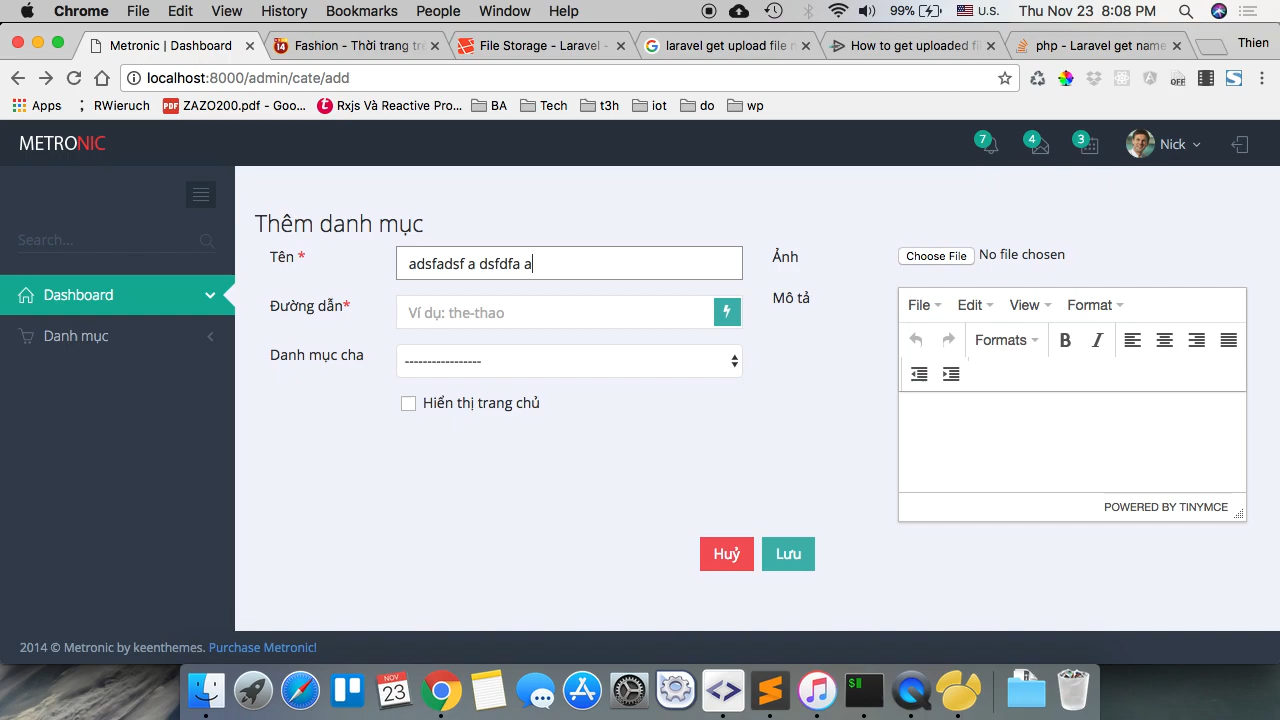 Chrome File Edit View History Bookmarks People Window Help 99% U.S. Thu Nov 23 8:08 PM
Metronic | Dashboard Fashion - Thời trang tr File Storage - Laravel - laravel get upload file n How to get uploaded fi php - Laravel get name Thien
localhost:8000/admin/cate/add OFF
Apps RWieruch PDF ZAZO200.pdf - Goo... Rxjs Và Reactive Pro... BA Tech t3h iot do wp
METRONIC 7 4 3 Nick
Search...
Dashboard
Danh mục
Thêm danh mục
Tên * adsfadsf a dsfdfa a
Đường dẫn* Ví dụ: the-thao
Danh mục cha -----------------
Hiển thị trang chủ
Ảnh Choose File No file chosen
Mô tả
File Edit View Format
Formats B I
POWERED BY TINYMCE
Huỷ Lưu
2014 © Metronic by keenthemes. Purchase Metronic!
NOV
23